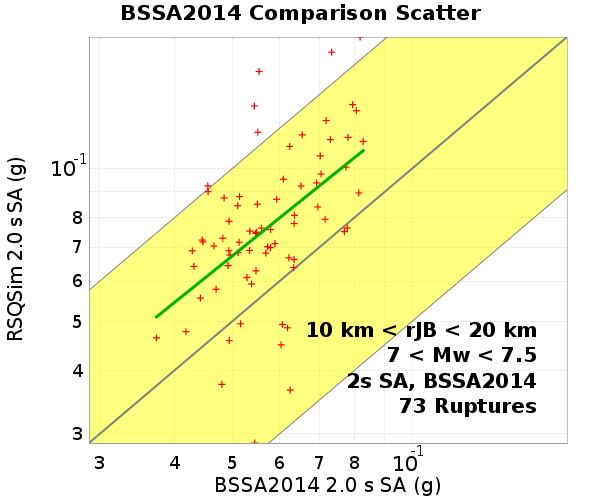 BSSA2014 Comparison Scatter
RSQSim 2.0 s SA (g)
10-1
8
7
6
5
4
3
10 km < rJB < 20 km
7 < Mw < 7.5
2s SA, BSSA2014
73 Ruptures
3 4 5 6 7 8 10-1
BSSA2014 2.0 s SA (g)